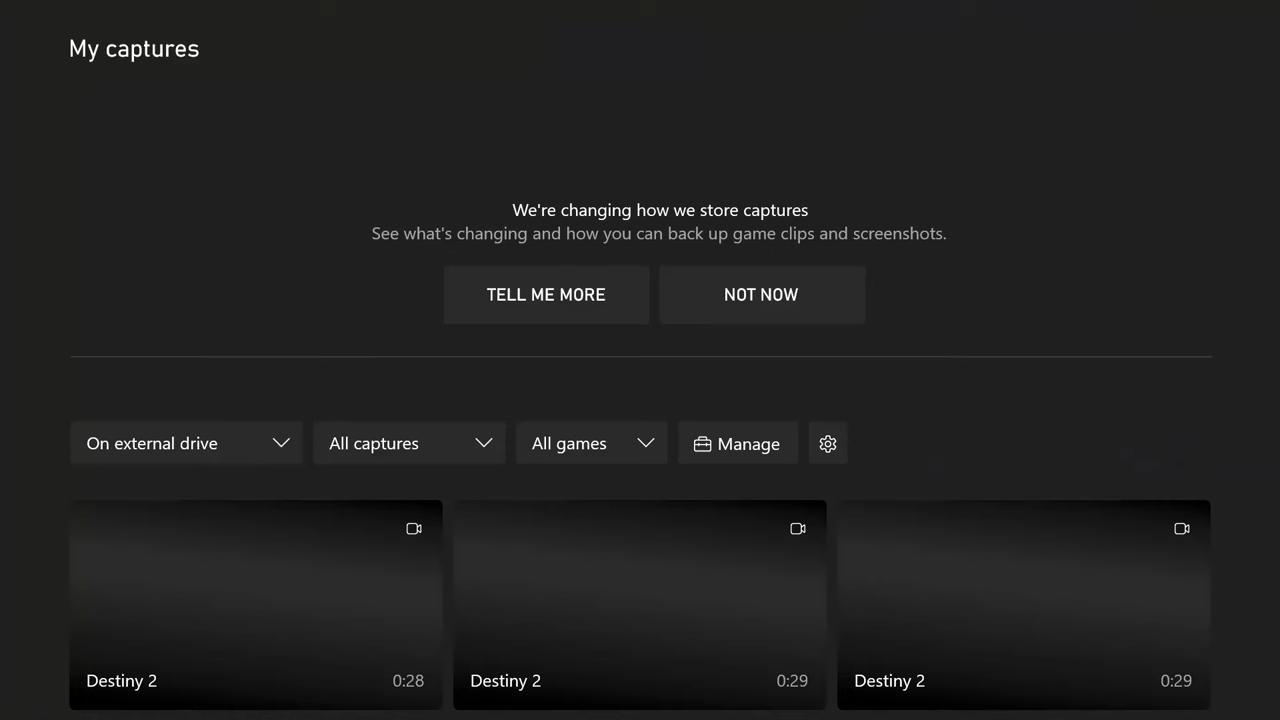 My captures
We're changing how we store captures
See what's changing and how you can back up game clips and screenshots.
TELL ME MORE
NOT NOW
On external drive
All captures
All games
Manage
Destiny 2
0:28
Destiny 2
0:29
Destiny 2
0:29